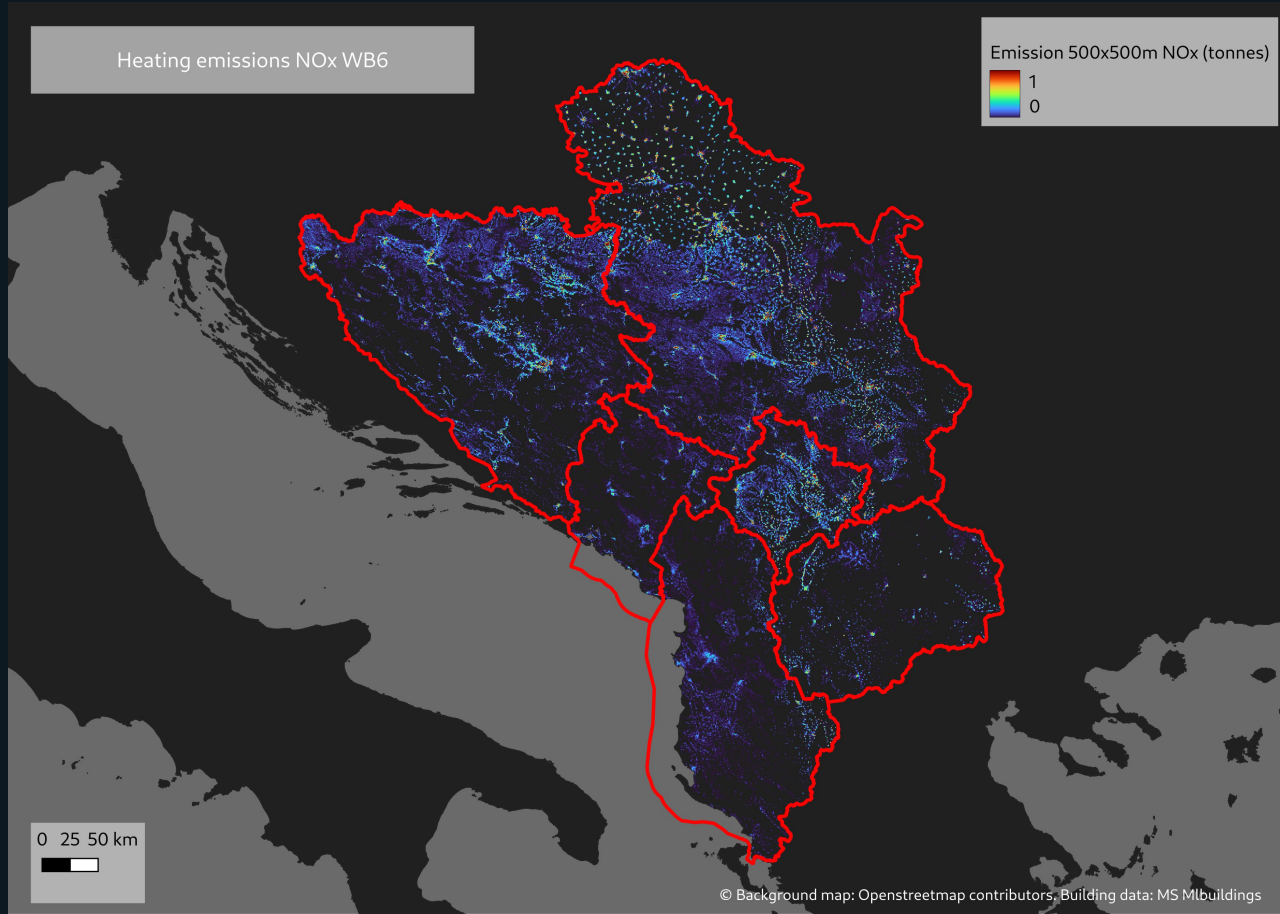 Heating emissions NOx WB6
Emission 500x500m NOx (tonnes)
1
0
0 25 50 km
© Background map: Openstreetmap contributors. Building data: MS Mlbuildings